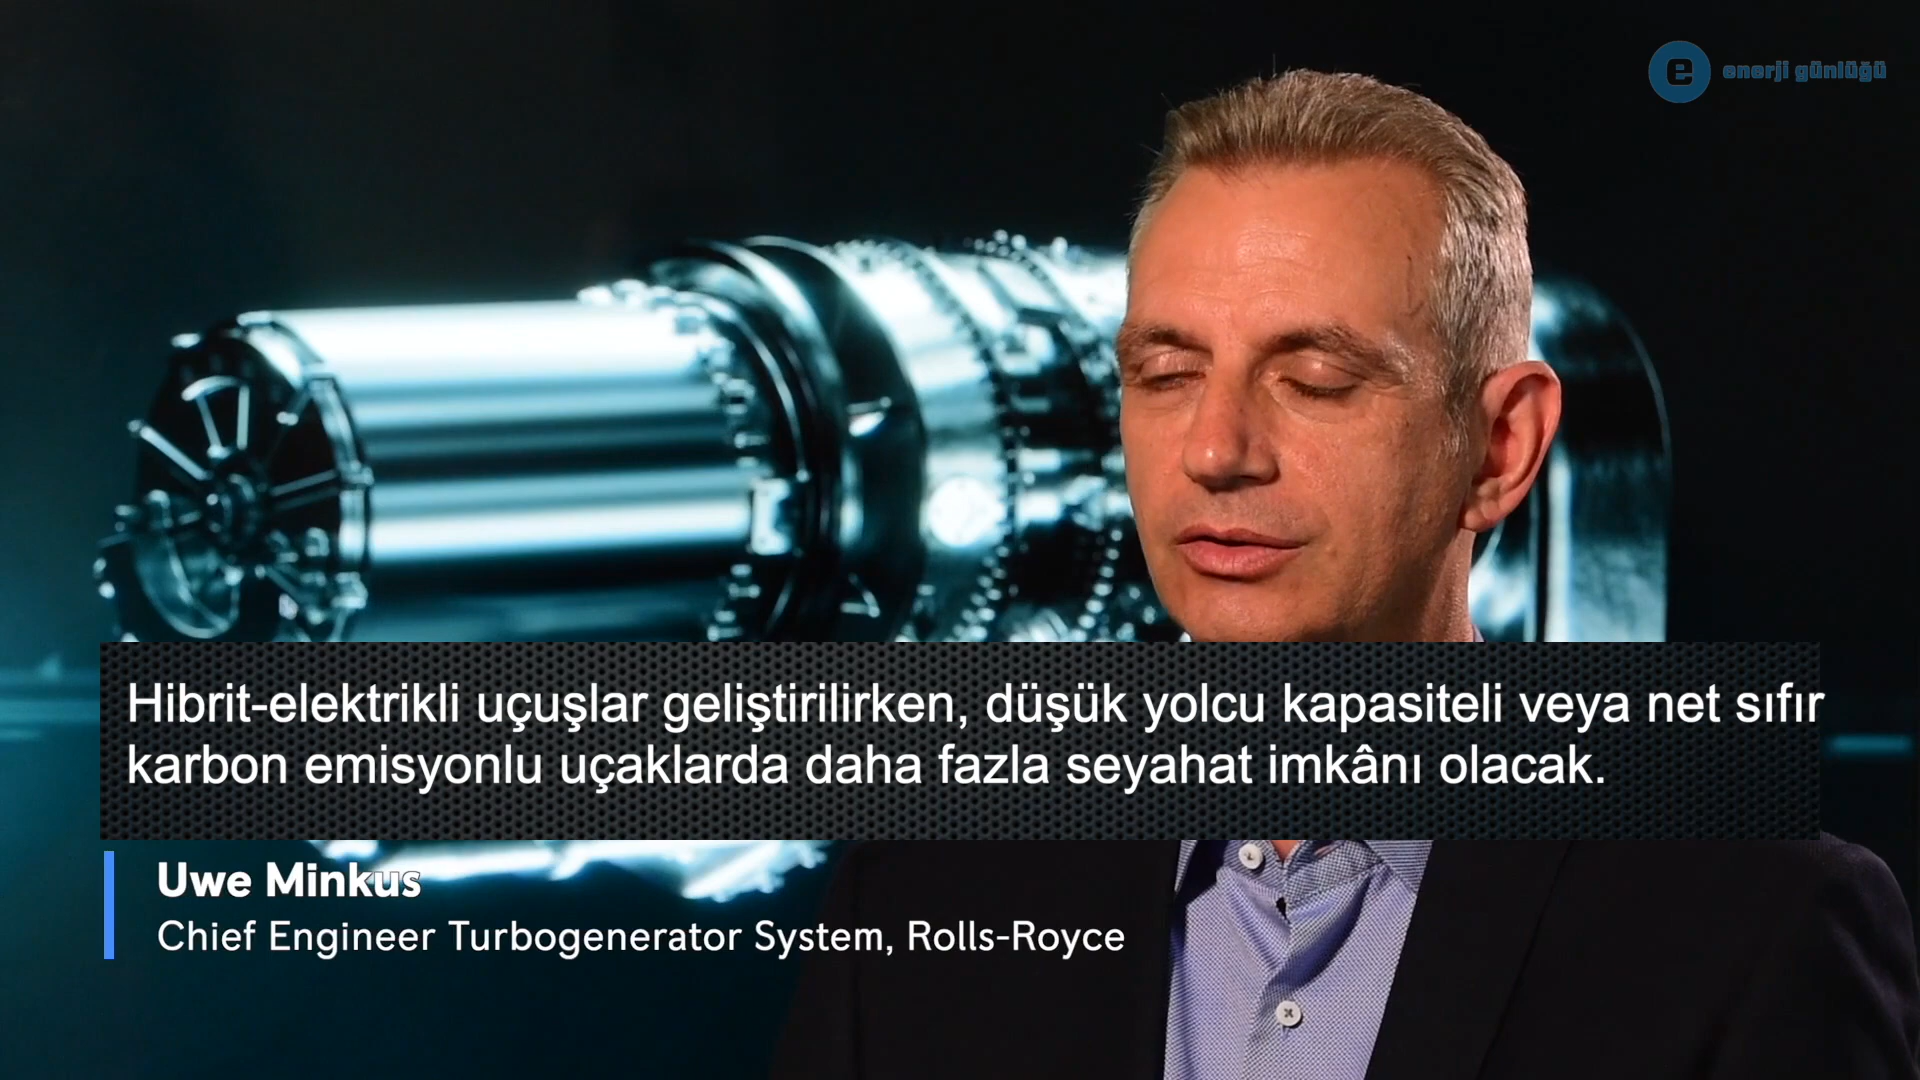 e enerji günlüğü
Hibrit-elektrikli uçuşlar geliştirilirken, düşük yolcu kapasiteli veya net sıfır
karbon emisyonlu uçaklarda daha fazla seyahat imkânı olacak.
Uwe Minkus
Chief Engineer Turbogenerator System, Rolls-Royce